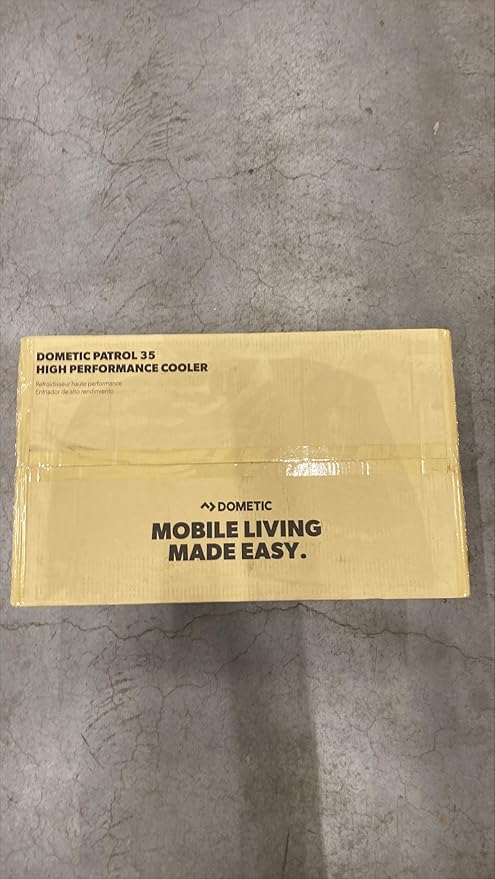 DOMETIC PATROL 35
HIGH PERFORMANCE COOLER
Refroidisseur haute performance
Enfriador de alto rendimiento
DOMETIC
MOBILE LIVING
MADE EASY.